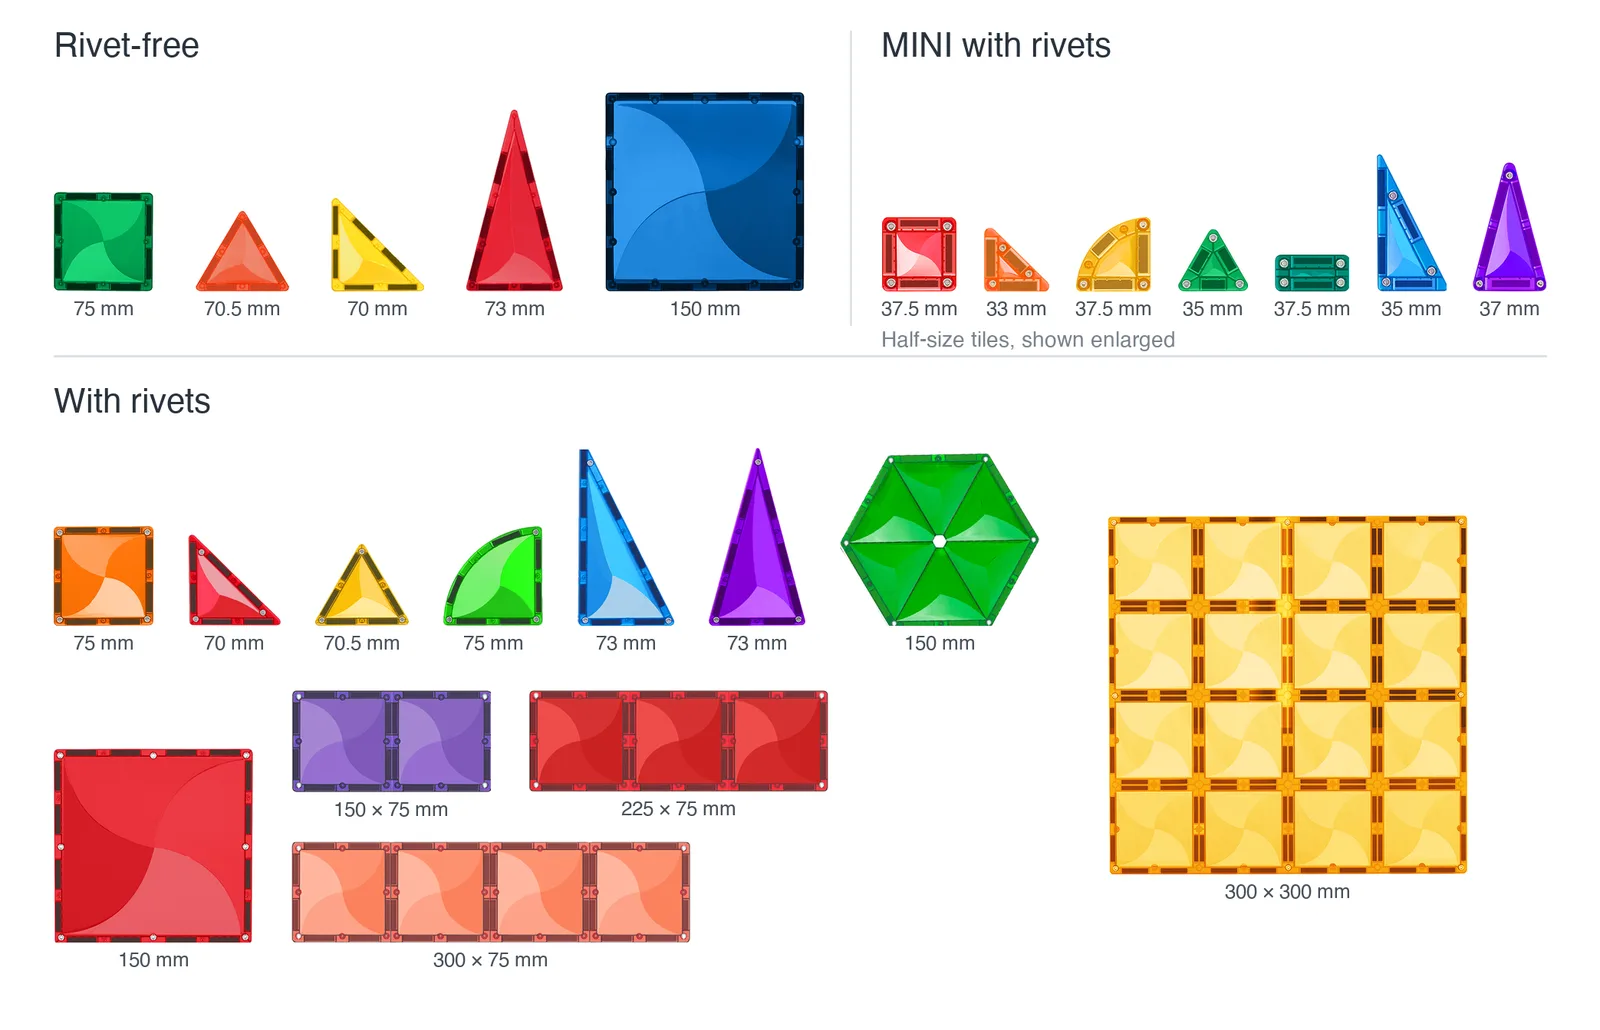 Rivet-free
75 mm
70.5 mm
70 mm
73 mm
150 mm
MINI with rivets
37.5 mm
33 mm
37.5 mm
35 mm
37.5 mm
35 mm
37 mm
Half-size tiles, shown enlarged
With rivets
75 mm
70 mm
70.5 mm
75 mm
73 mm
73 mm
150 mm
150 × 75 mm
225 × 75 mm
300 × 300 mm
150 mm
300 × 75 mm